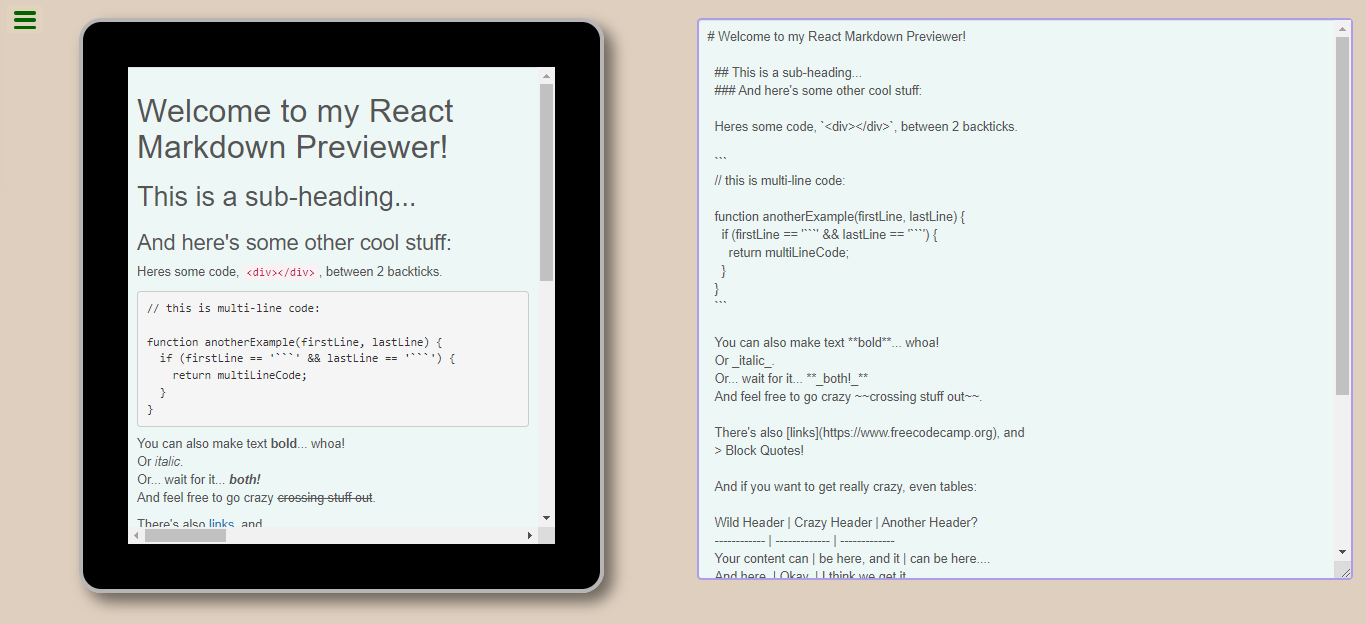 Welcome to my React
Markdown Previewer!
This is a sub-heading...
And here's some other cool stuff:
Heres some code, <div></div>, between 2 backticks.
// this is multi-line code:
function anotherExample(firstLine, lastLine) {
  if (firstLine == '```' && lastLine == '```') {
    return multiLineCode;
  }
}
You can also make text bold... whoa!
Or italic.
Or... wait for it... both!
And feel free to go crazy crossing stuff out.
There's also links, and
# Welcome to my React Markdown Previewer!
## This is a sub-heading...
### And here's some other cool stuff:
Heres some code, `<div></div>`, between 2 backticks.
```
// this is multi-line code:
function anotherExample(firstLine, lastLine) {
  if (firstLine == '```' && lastLine == '```') {
    return multiLineCode;
  }
}
```
You can also make text **bold**... whoa!
Or _italic_.
Or... wait for it... **_both!_**
And feel free to go crazy ~~crossing stuff out~~.
There's also [links](https://www.freecodecamp.org), and
> Block Quotes!
And if you want to get really crazy, even tables:
Wild Header | Crazy Header | Another Header?
------------ | ------------- | -------------
Your content can | be here, and it | can be here....
And here. | Okay. | I think we get it.